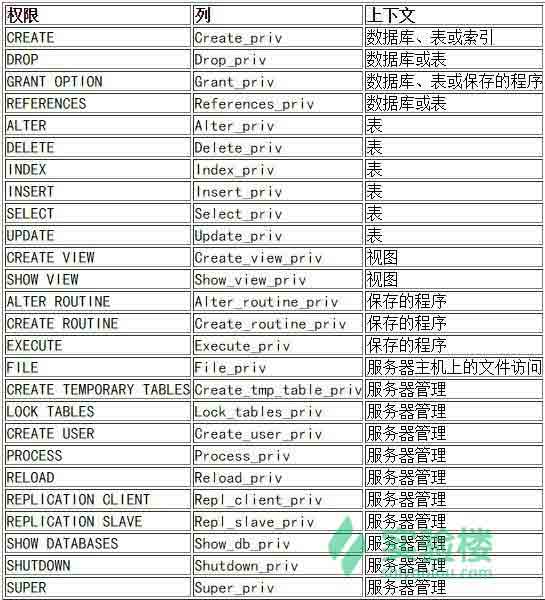 权限 列 上下文
CREATE Create_priv 数据库、表或索引
DROP Drop_priv 数据库或表
GRANT OPTION Grant_priv 数据库、表或保存的程序
REFERENCES References_priv 数据库或表
ALTER Alter_priv 表
DELETE Delete_priv 表
INDEX Index_priv 表
INSERT Insert_priv 表
SELECT Select_priv 表
UPDATE Update_priv 表
CREATE VIEW Create_view_priv 视图
SHOW VIEW Show_view_priv 视图
ALTER ROUTINE Alter_routine_priv 保存的程序
CREATE ROUTINE Create_routine_priv 保存的程序
EXECUTE Execute_priv 保存的程序
FILE File_priv 服务器主机上的文件访问
CREATE TEMPORARY TABLES Create_tmp_table_priv 服务器管理
LOCK TABLES Lock_tables_priv 服务器管理
CREATE USER Create_user_priv 服务器管理
PROCESS Process_priv 服务器管理
RELOAD Reload_priv 服务器管理
REPLICATION CLIENT Repl_client_priv 服务器管理
REPLICATION SLAVE Repl_slave_priv 服务器管理
SHOW DATABASES Show_db_priv 服务器管理
SHUTDOWN Shutdown_priv 服务器管理
SUPER Super_priv 服务器管理